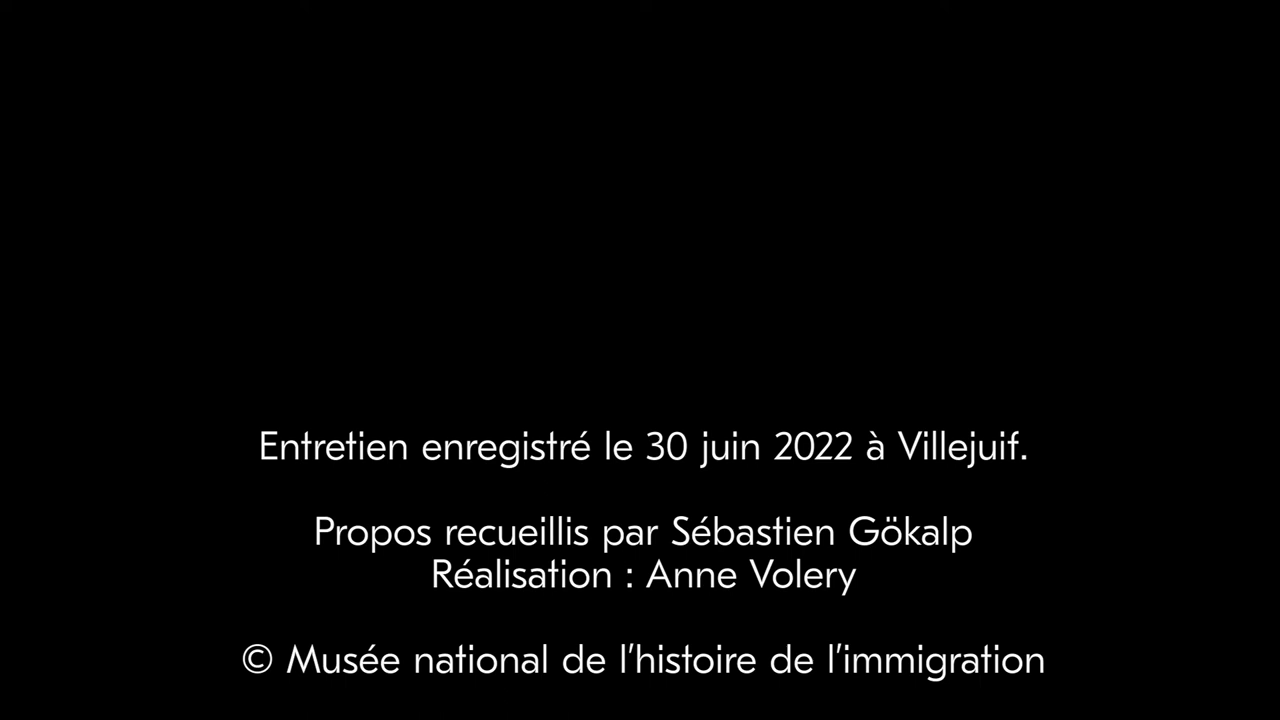 Entretien enregistré le 30 juin 2022 à Villejuif.
Propos recueillis par Sébastien Gökalp
Réalisation : Anne Volery
© Musée national de l'histoire de l'immigration